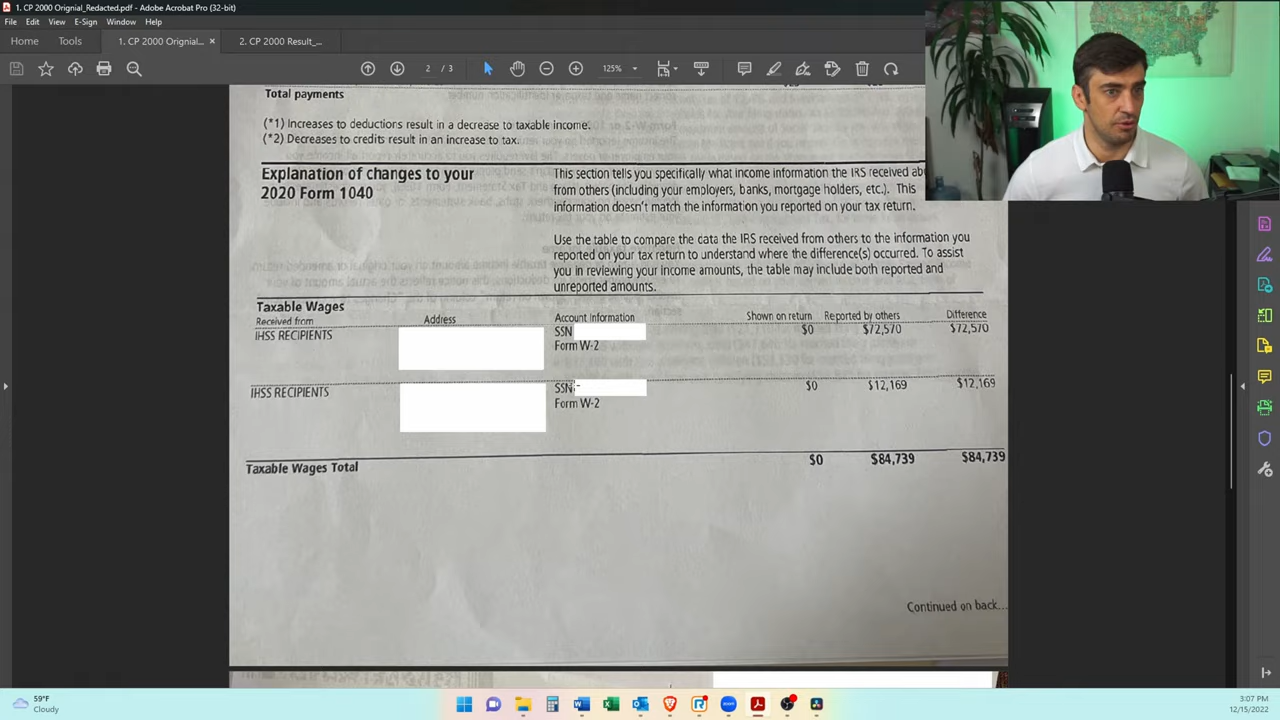 1. CP 2000 Orignial_Redacted.pdf - Adobe Acrobat Pro (32-bit)
File Edit View E-Sign Window Help
Home Tools 1. CP 2000 Orignial... × 2. CP 2000 Result_...
2 / 3 125%
Total payments
(*1) Increases to deductions result in a decrease to taxable income.
(*2) Decreases to credits result in an increase to tax.
Explanation of changes to your
2020 Form 1040
This section tells you specifically what income information the IRS received
from others (including your employers, banks, mortgage holders, etc.). This
information doesn't match the information you reported on your tax return.
Use the table to compare the data the IRS received from others to the information you
reported on your tax return to understand where the difference(s) occurred. To assist
you in reviewing your income amounts, the table may include both reported and
unreported amounts.
Taxable Wages
Received from Address Account Information Shown on return Reported by others Difference
IHSS RECIPIENTS SSN $0 $72,570 $72,570
Form W-2
IHSS RECIPIENTS SSN $0 $12,169 $12,169
Form W-2
Taxable Wages Total $0 $84,739 $84,739
Continued on back...
59°F
Cloudy
3:07 PM
12/15/2022